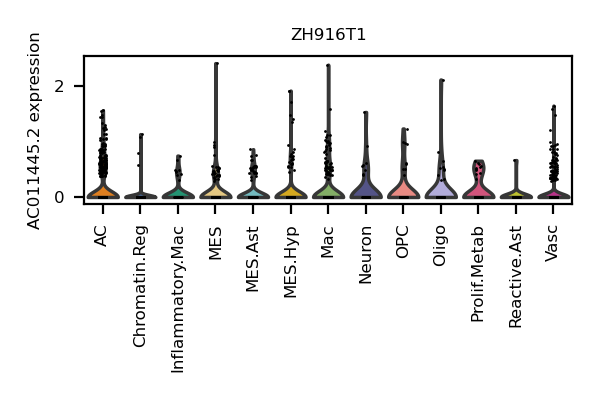 ZH916T1
AC011445.2 expression
2
0
AC
Chromatin.Reg
Inflammatory.Mac
MES
MES.Ast
MES.Hyp
Mac
Neuron
OPC
Oligo
Prolif.Metab
Reactive.Ast
Vasc